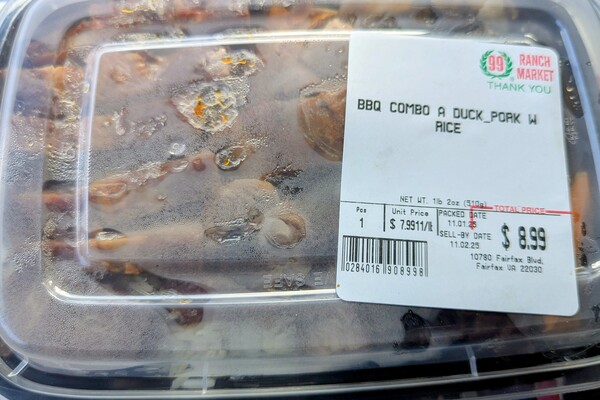 99 RANCH
MARKET
THANK YOU
BBQ COMBO A DUCK_PORK W
RICE
NET WT. 1lb 2oz (510g)
TOTAL PRICE
Pcs Unit Price PACKED DATE
1 $ 7.9911/lb 11.01.25
SELL-BY DATE $ 8.99
11.02.25
10780 Fairfax Blvd,
Fairfax VA 22030
0284016 908998